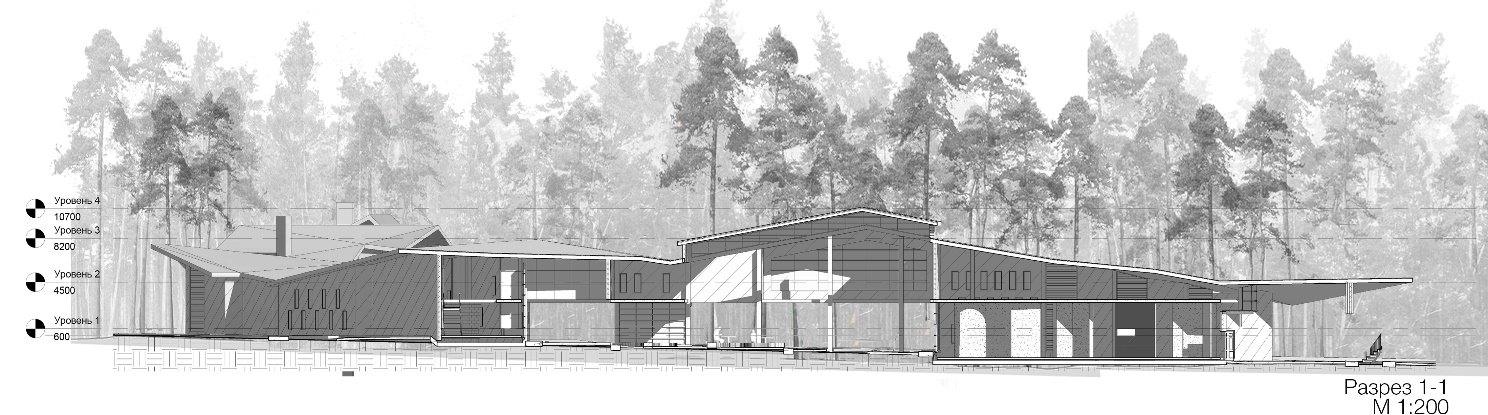 Уровень 4
10700
Уровень 3
8200
Уровень 2
4500
Уровень 1
600
Разрез 1-1
М 1:200